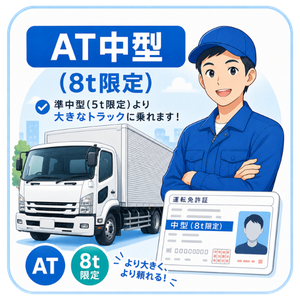 AT中型
(8t限定)
準中型(5t限定)より
大きなトラックに乗れます!
運転免許証
中型(8t限定)
AT
8t
限定
より大きく、
より頼れる!